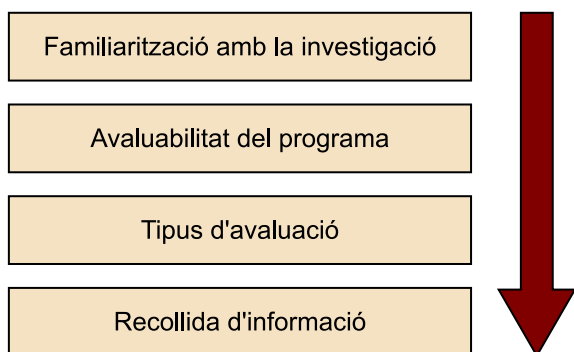 Familiarització amb la investigació
Avaluabilitat del programa
Tipus d'avaluació
Recollida d'informació